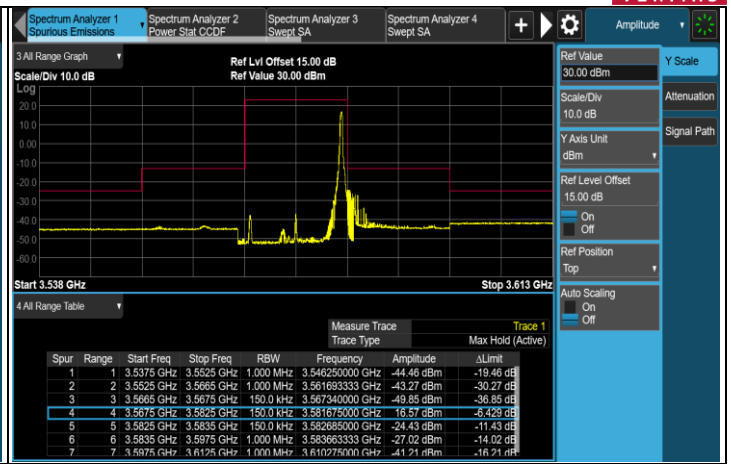 Spectrum Analyzer 1
Spurious Emissions
Spectrum Analyzer 2
Power Stat CCDF
Spectrum Analyzer 3
Swept SA
Spectrum Analyzer 4
Swept SA
+
Amplitude
3 All Range Graph
Ref Lvl Offset 15.00 dB
Scale/Div 10.0 dB
Ref Value 30.00 dBm
Log
20.0
10.0
0.00
-10.0
-20.0
-30.0
-40.0
-50.0
-60.0
Start 3.538 GHz
Stop 3.613 GHz
Ref Value
30.00 dBm
Scale/Div
10.0 dB
Y Axis Unit
dBm
Ref Level Offset
15.00 dB
On
Off
Ref Position
Top
Auto Scaling
On
Off
Y Scale
Attenuation
Signal Path
4 All Range Table
Measure Trace Trace 1
Trace Type Max Hold (Active)
Spur Range Start Freq Stop Freq RBW Frequency Amplitude ΔLimit
1 1 3.5375 GHz 3.5525 GHz 1.000 MHz 3.546250000 GHz -44.46 dBm -19.46 dB
2 2 3.5525 GHz 3.5665 GHz 1.000 MHz 3.561693333 GHz -43.27 dBm -30.27 dB
3 3 3.5665 GHz 3.5675 GHz 150.0 kHz 3.567340000 GHz -49.85 dBm -36.85 dB
4 4 3.5675 GHz 3.5825 GHz 150.0 kHz 3.581675000 GHz 16.57 dBm -6.429 dB
5 5 3.5825 GHz 3.5835 GHz 150.0 kHz 3.582685000 GHz -24.43 dBm -11.43 dB
6 6 3.5835 GHz 3.5975 GHz 1.000 MHz 3.583663333 GHz -27.02 dBm -14.02 dB
7 7 3.5975 GHz 3.6125 GHz 1.000 MHz 3.610275000 GHz -41.21 dBm -16.21 dB